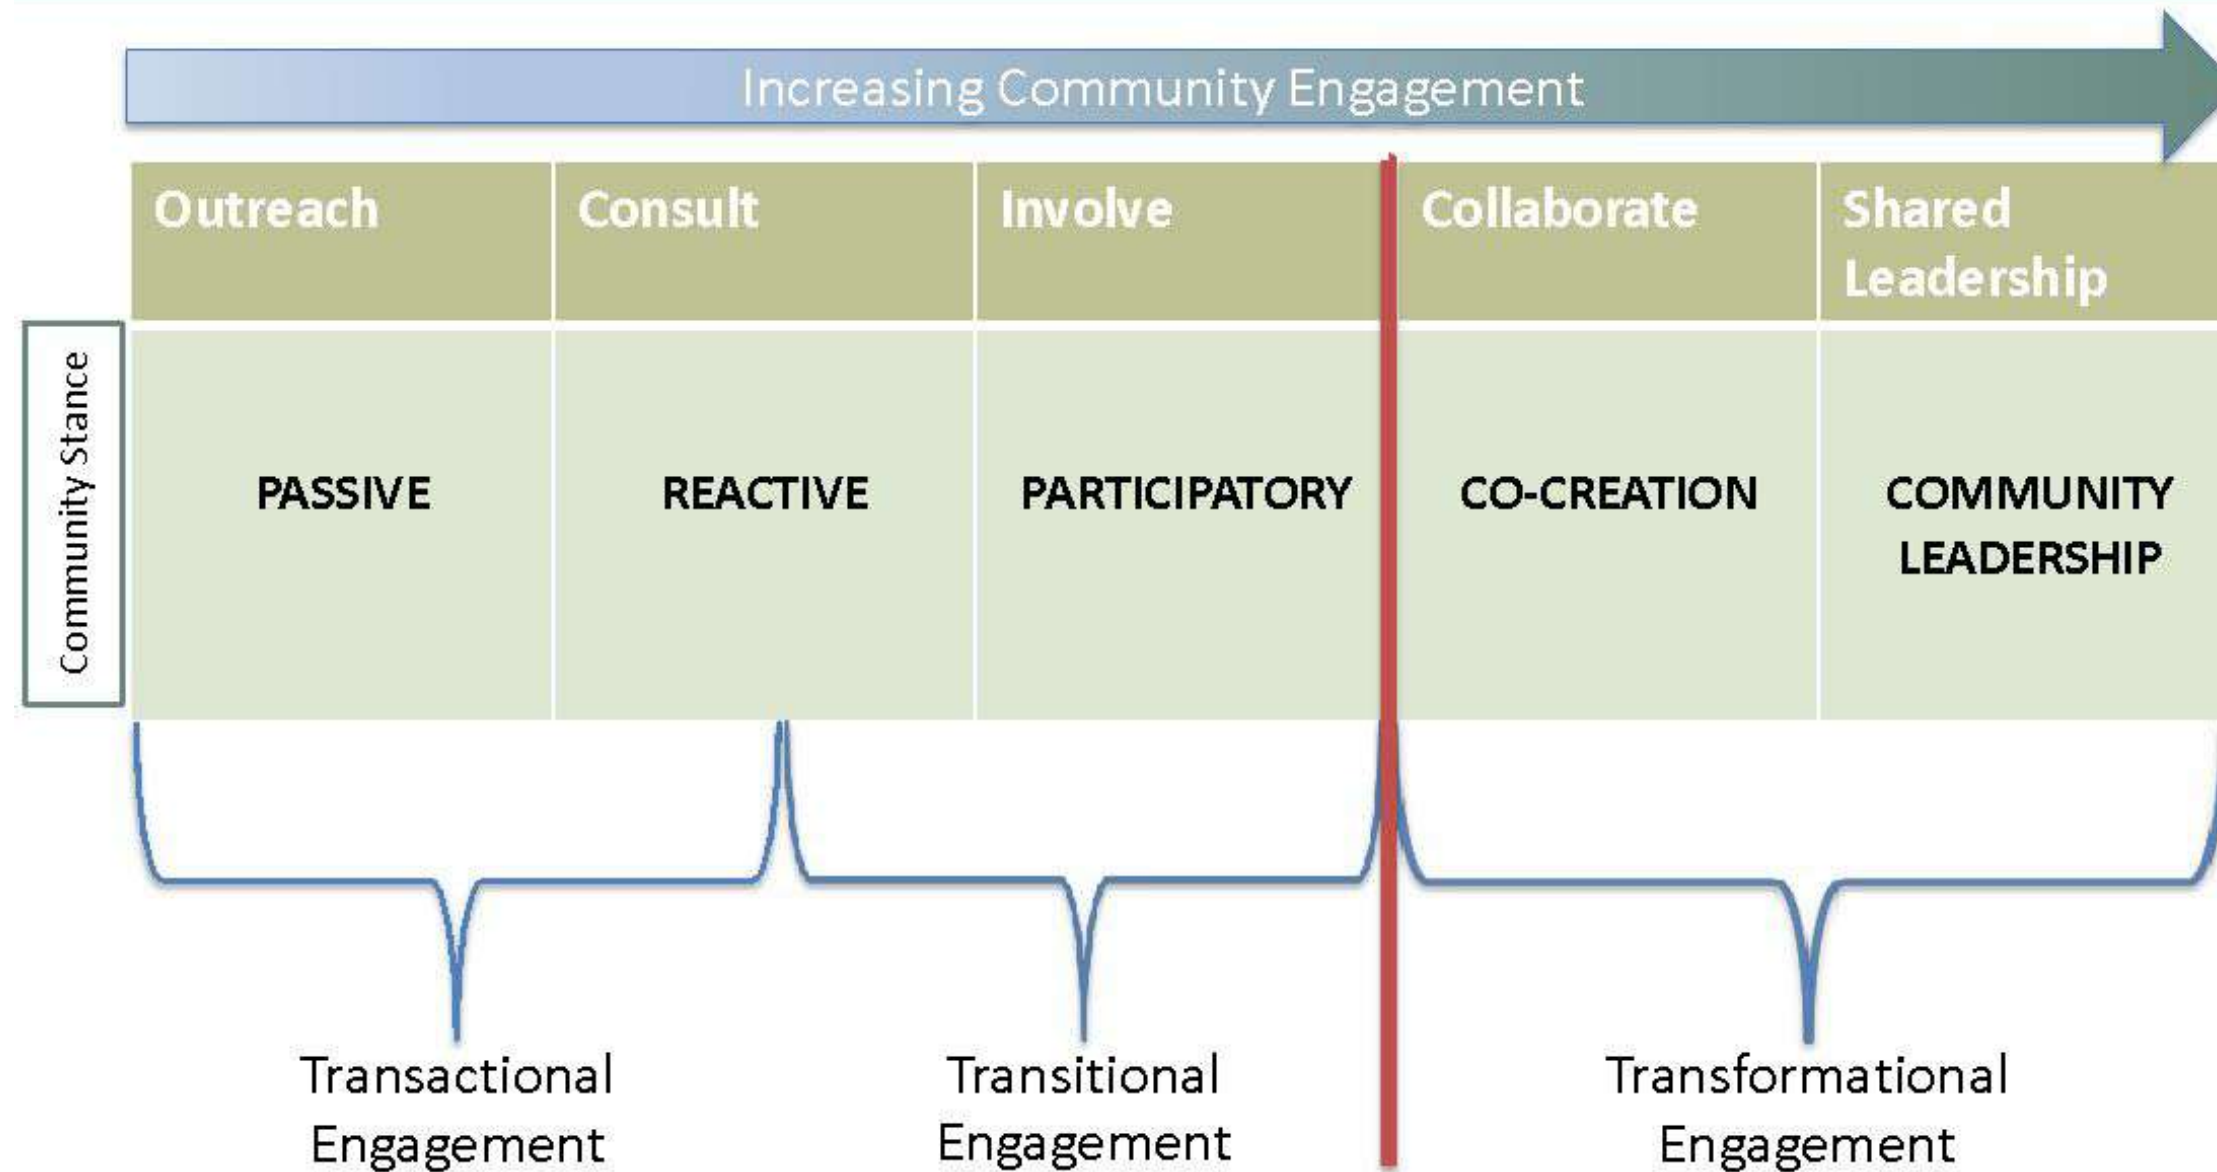 Increasing Community Engagement
Outreach
Consult
Involve
Collaborate
Shared
Leadership
Community Stance
PASSIVE
REACTIVE
PARTICIPATORY
CO-CREATION
COMMUNITY
LEADERSHIP
Transactional
Engagement
Transitional
Engagement
Transformational
Engagement